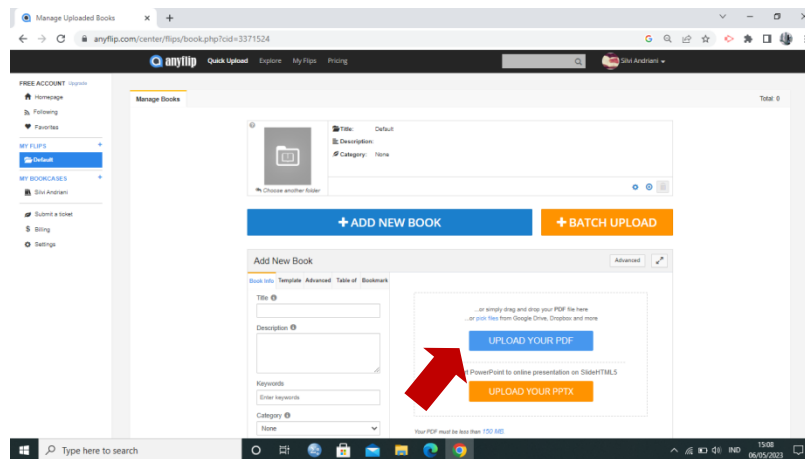 Manage Uploaded Books
anyflip.com/center/flips/book.php?cid=3371524
anyflip Quick Upload Explore My Flips Pricing Silvi Andriani
FREE ACCOUNT Upgrade
Homepage
Following
Favorites
MY FLIPS +
Default
MY BOOKCASES +
Silvi Andriani
Submit a ticket
$ Billing
Settings
Manage Books Total: 0
Title: Default
Description:
Category: None
Choose another folder
+ ADD NEW BOOK + BATCH UPLOAD
Add New Book Advanced
Book Info Template Advanced Table of Bookmark
Title
Description
Keywords
Enter keywords
Category
None
...or simply drag and drop your PDF file here
...or pick files from Google Drive, Dropbox and more
UPLOAD YOUR PDF
PowerPoint to online presentation on SlideHTML5
UPLOAD YOUR PPTX
Your PDF must be less than 150 MB.
Type here to search
IND
15:08
06/05/2023